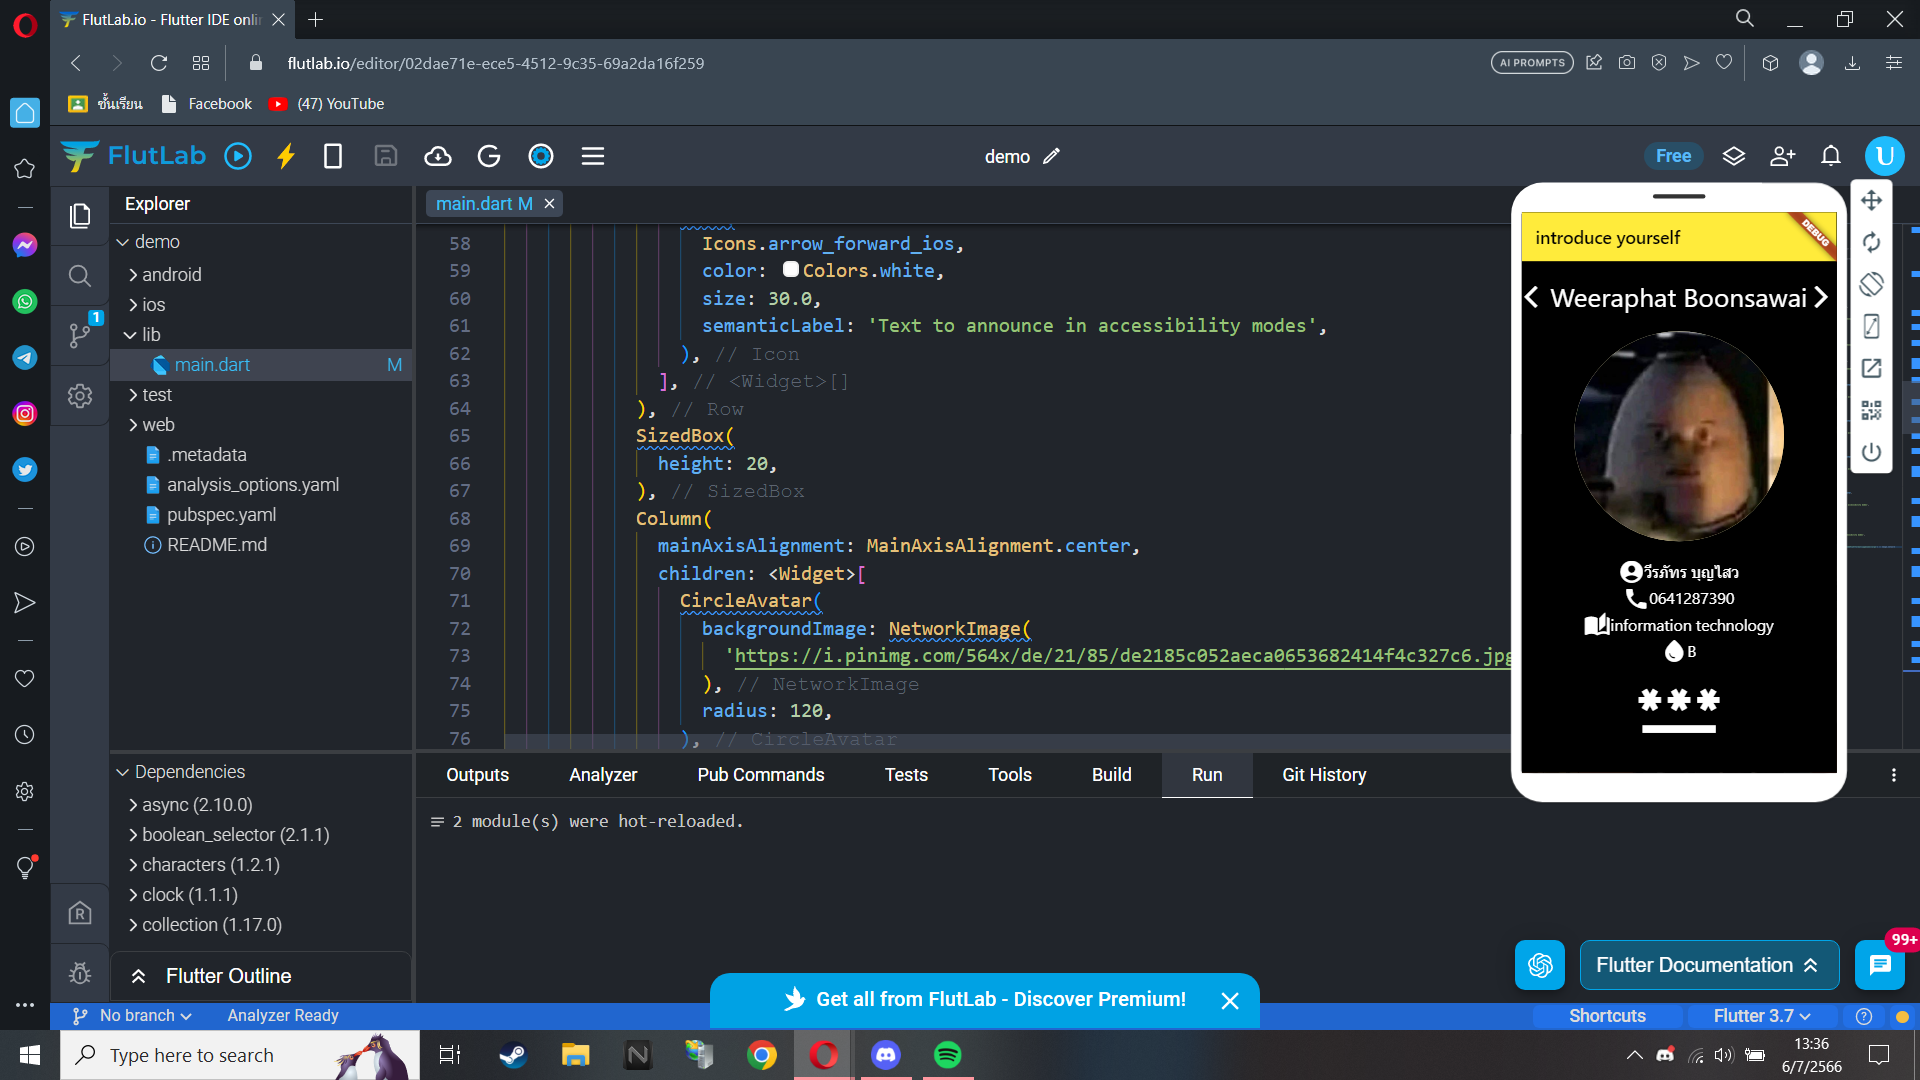 FlutLab.io - Flutter IDE onli
flutlab.io/editor/02dae71e-ece5-4512-9c35-69a2da16f259
AI PROMPTS
ชั้นเรียน
Facebook
(47) YouTube
FlutLab
demo
Free
U
Explorer
demo
android
ios
lib
main.dart M
test
web
.metadata
analysis_options.yaml
pubspec.yaml
README.md
1
Dependencies
async (2.10.0)
boolean_selector (2.1.1)
characters (1.2.1)
clock (1.1.1)
collection (1.17.0)
Flutter Outline
main.dart M
58 Icons.arrow_forward_ios,
59 color: Colors.white,
60 size: 30.0,
61 semanticLabel: 'Text to announce in accessibility modes',
62 ), // Icon
63 ], // <Widget>[]
64 ), // Row
65 SizedBox(
66 height: 20,
67 ), // SizedBox
68 Column(
69 mainAxisAlignment: MainAxisAlignment.center,
70 children: <Widget>[
71 CircleAvatar(
72 backgroundImage: NetworkImage(
73 'https://i.pinimg.com/564x/de/21/85/de2185c052aeca0653682414f4c327c6.jpg
74 ), // NetworkImage
75 radius: 120,
76 ), // CircleAvatar
introduce yourself
DEBUG
Weeraphat Boonsawai
วีรภัทร บุญไสว
0641287390
information technology
B
Outputs Analyzer Pub Commands Tests Tools Build Run Git History
2 module(s) were hot-reloaded.
Flutter Documentation
99+
Get all from FlutLab - Discover Premium!
No branch
Analyzer Ready
Shortcuts
Flutter 3.7
Type here to search
13:36
6/7/2566